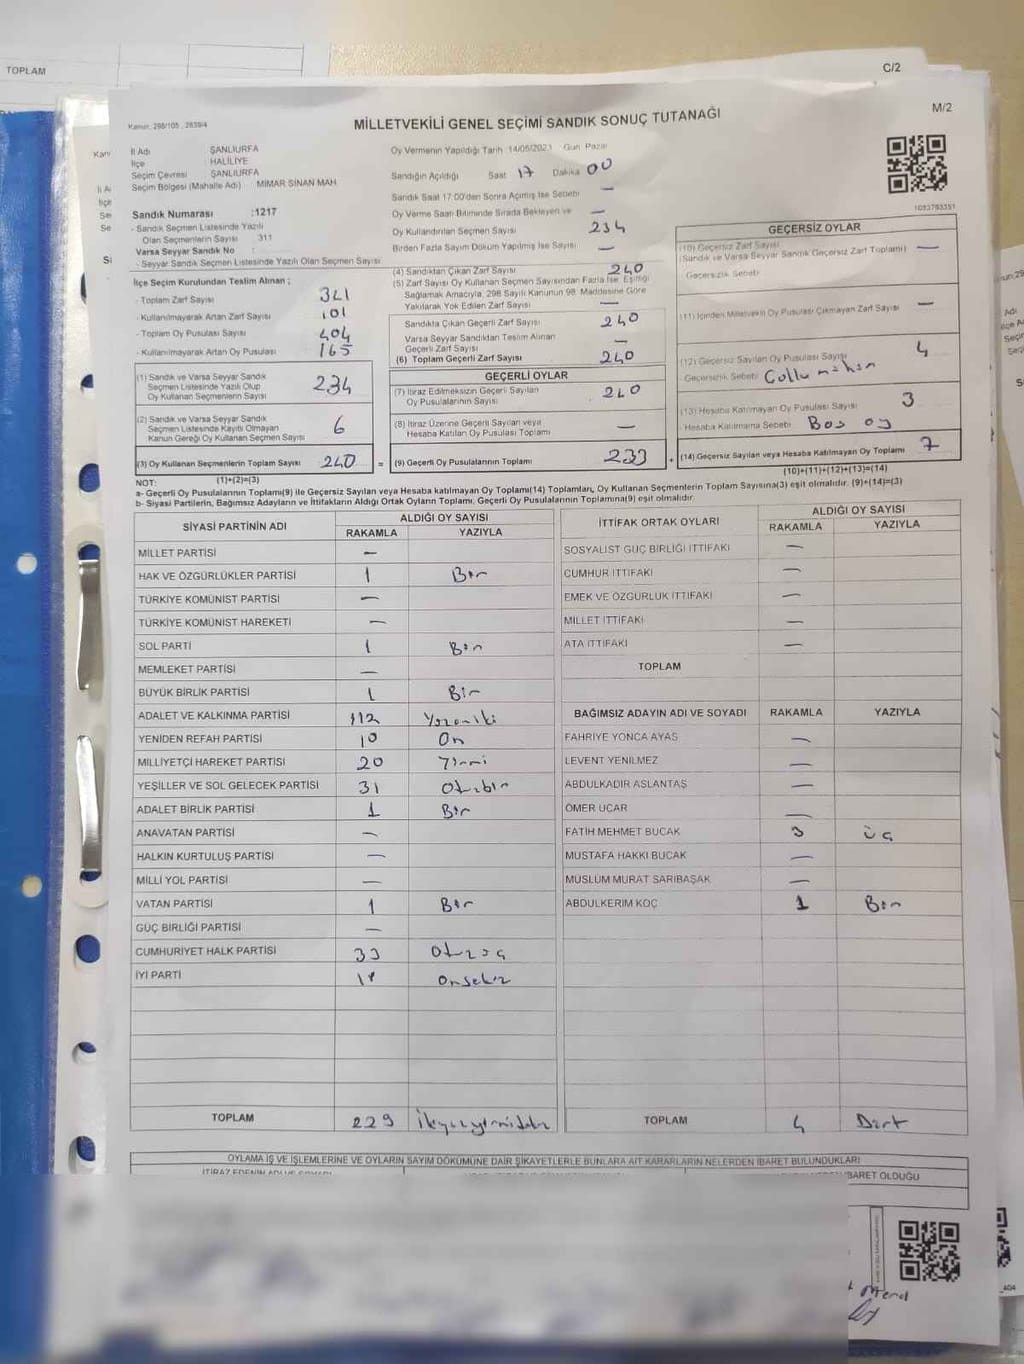 TOPLAM
C/2
M/2
Kanun: 298/105 , 2839/4
MİLLETVEKİLİ GENEL SEÇİMİ SANDIK SONUÇ TUTANAĞI
İl Adı : ŞANLIURFA
İlçe : HALİLİYE
Seçim Çevresi : ŞANLIURFA
Seçim Bölgesi (Mahalle Adı) : MİMAR SİNAN MAH.
Sandık Numarası :1217
- Sandık Seçmen Listesinde Yazılı
Olan Seçmenlerin Sayısı : 311
Varsa Seyyar Sandık No :
- Seyyar Sandık Seçmen Listesinde Yazılı Olan Seçmen Sayısı
Oy Vermenin Yapıldığı Tarih 14/05/2023 Gün Pazar
Sandığın Açıldığı Saat 17 Dakika 00
Sandık Saat 17:00'den Sonra Açılmış İse Sebebi —
Oy Verme Saati Bitiminde Sırada Bekleyen ve —
Oy Kullandırılan Seçmen Sayısı 234
Birden Fazla Sayım Döküm Yapılmış İse Sayısı —
1093793351
İlçe Seçim Kurulundan Teslim Alınan ;
- Toplam Zarf Sayısı 341
- Kullanılmayarak Artan Zarf Sayısı 101
- Toplam Oy Pusulası Sayısı 404
- Kullanılmayarak Artan Oy Pusulası 165
(1) Sandık ve Varsa Seyyar Sandık
Seçmen Listesinde Yazılı Olup
Oy Kullanan Seçmenlerin Sayısı 234
(2) Sandık ve Varsa Seyyar Sandık
Seçmen Listesinde Kayıtlı Olmayan
Kanun Gereği Oy Kullanan Seçmen Sayısı 6
(3) Oy Kullanan Seçmenlerin Toplam Sayısı 240
(1)+(2)=(3)
(4) Sandıktan Çıkan Zarf Sayısı 240
(5) Zarf Sayısı Oy Kullanan Seçmen Sayısından Fazla İse, Eşitliği
Sağlamak Amacıyla, 298 Sayılı Kanunun 98. Maddesine Göre
Yakılarak Yok Edilen Zarf Sayısı —
Sandıkta Çıkan Geçerli Zarf Sayısı 240
Varsa Seyyar Sandıktan Teslim Alınan
Geçerli Zarf Sayısı —
(6) Toplam Geçerli Zarf Sayısı 240
GEÇERLİ OYLAR
(7) İtiraz Edilmeksizin Geçerli Sayılan
Oy Pusulalarının Sayısı 240
(8) İtiraz Üzerine Geçerli Sayılan veya
Hesaba Katılan Oy Pusulası Toplamı —
= (9) Geçerli Oy Pusulalarının Toplamı 233
GEÇERSİZ OYLAR
(10) Geçersiz Zarf Sayısı —
(Sandık ve Varsa Seyyar Sandık Geçersiz Zarf Toplamı)
- Geçersizlik Sebebi
(11) İçinden Milletvekili Oy Pusulası Çıkmayan Zarf Sayısı —
(12) Geçersiz Sayılan Oy Pusulası Sayısı 4
Geçersizlik Sebebi
(13) Hesaba Katılmayan Oy Pusulası Sayısı 3
- Hesaba Katılmama Sebebi Boş oy
+ (14) Geçersiz Sayılan veya Hesaba Katılmayan Oy Toplamı 7
(10)+(11)+(12)+(13)=(14)
NOT:
a- Geçerli Oy Pusulalarının Toplamı(9) ile Geçersiz Sayılan veya Hesaba katılmayan Oy Toplamı(14) Toplamları, Oy Kullanan Seçmenlerin Toplam Sayısına(3) eşit olmalıdır. (9)+(14)=(3)
b- Siyasi Partilerin, Bağımsız Adayların ve İttifakların Aldığı Ortak Oyların Toplamı, Geçerli Oy Pusulalarının Toplamına(9) eşit olmalıdır.
SİYASİ PARTİNİN ADI ALDIĞI OY SAYISI
RAKAMLA YAZIYLA
MİLLET PARTİSİ —
HAK VE ÖZGÜRLÜKLER PARTİSİ 1 Bir
TÜRKİYE KOMÜNİST PARTİSİ —
TÜRKİYE KOMÜNİST HAREKETİ —
SOL PARTİ 1 Bir
MEMLEKET PARTİSİ —
BÜYÜK BİRLİK PARTİSİ 1 Bir
ADALET VE KALKINMA PARTİSİ 112 Yüzoniki
YENİDEN REFAH PARTİSİ 10 On
MİLLİYETÇİ HAREKET PARTİSİ 20 Yirmi
YEŞİLLER VE SOL GELECEK PARTİSİ 31 Otuzbir
ADALET BİRLİK PARTİSİ 1 Bir
ANAVATAN PARTİSİ —
HALKIN KURTULUŞ PARTİSİ —
MİLLİ YOL PARTİSİ —
VATAN PARTİSİ 1 Bir
GÜÇ BİRLİĞİ PARTİSİ —
CUMHURİYET HALK PARTİSİ 33 Otuzüç
İYİ PARTİ 18 Onsekiz
TOPLAM 229 İkiyüzyirmidokuz
İTTİFAK ORTAK OYLARI ALDIĞI OY SAYISI
RAKAMLA YAZIYLA
SOSYALİST GÜÇ BİRLİĞİ İTTİFAKI —
CUMHUR İTTİFAKI —
EMEK VE ÖZGÜRLÜK İTTİFAKI —
MİLLET İTTİFAKI —
ATA İTTİFAKI —
TOPLAM
BAĞIMSIZ ADAYIN ADI VE SOYADI RAKAMLA YAZIYLA
FAHRİYE YONCA AYAS —
LEVENT YENİLMEZ —
ABDULKADİR ASLANTAŞ —
ÖMER UÇAR —
FATİH MEHMET BUCAK 3 üç
MUSTAFA HAKKI BUCAK —
MÜSLÜM MURAT SARIBAŞAK —
ABDULKERİM KOÇ 1 Bir
TOPLAM 4 Dört
OYLAMA İŞ VE İŞLEMLERİNE VE OYLARIN SAYIM DÖKÜMÜNE DAİR ŞİKAYETLERLE BUNLARA AİT KARARLARIN NELERDEN İBARET BULUNDUKLARI
İTİRAZ EDENİN ADI VE SOYADI
İBARET OLDUĞU